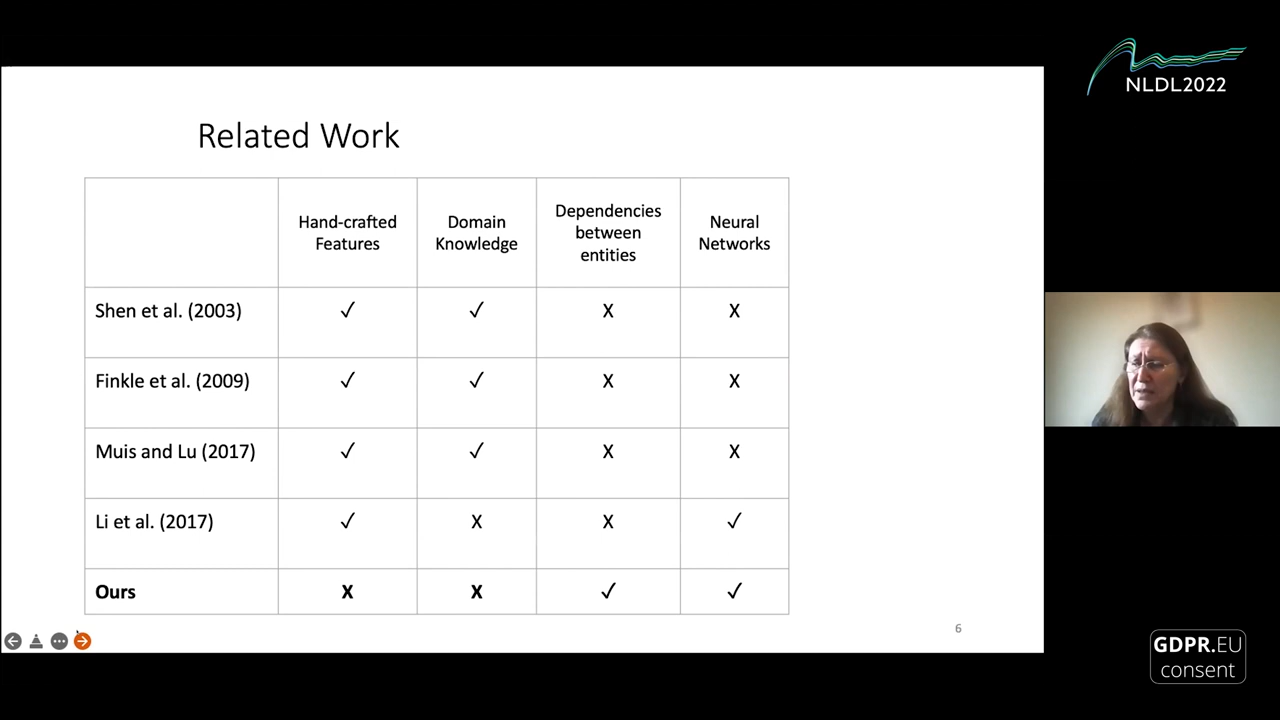 NLDL2022
Related Work
Hand-crafted
Features
Domain
Knowledge
Dependencies
between
entities
Neural
Networks
Shen et al. (2003) ✓ ✓ X X
Finkle et al. (2009) ✓ ✓ X X
Muis and Lu (2017) ✓ ✓ X X
Li et al. (2017) ✓ X X ✓
Ours X X ✓ ✓
6
GDPR.EU
consent